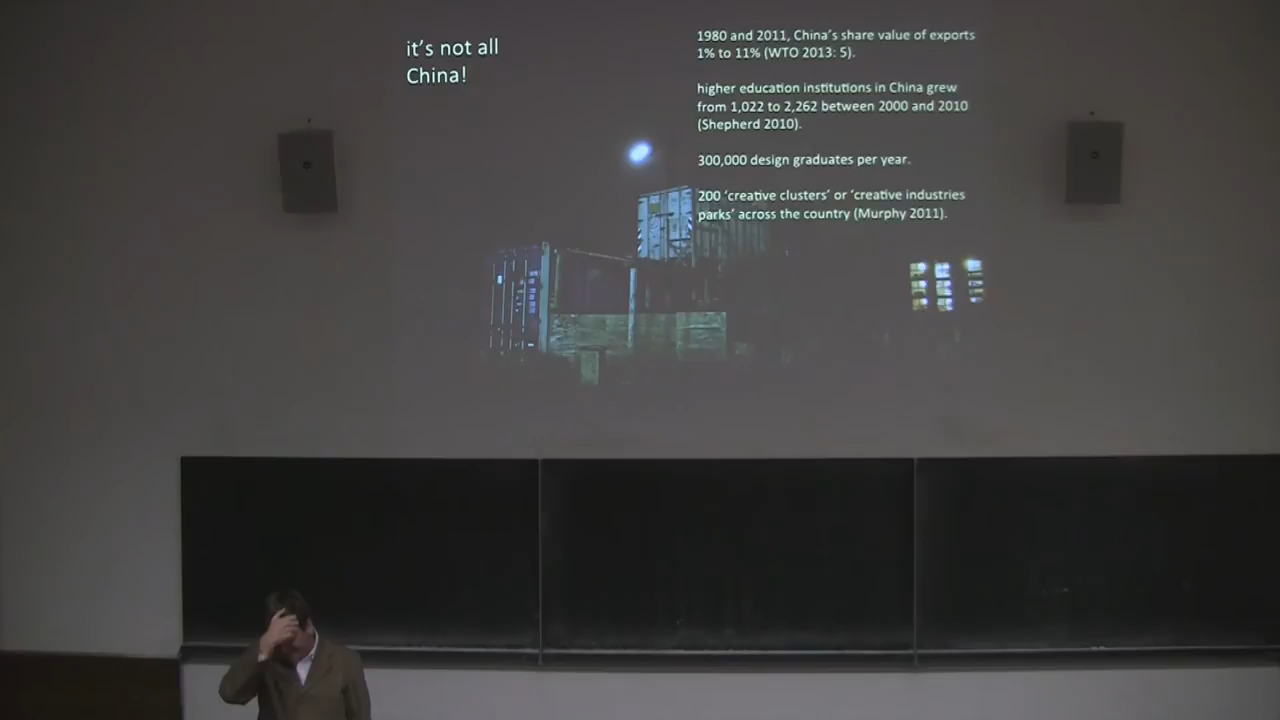 it's not all
China!
1980 and 2011, China's share value of exports
1% to 11% (WTO 2013: 5).
higher education institutions in China grew
from 1,022 to 2,262 between 2000 and 2010
(Shepherd 2010).
300,000 design graduates per year.
200 'creative clusters' or 'creative industries
parks' across the country (Murphy 2011).